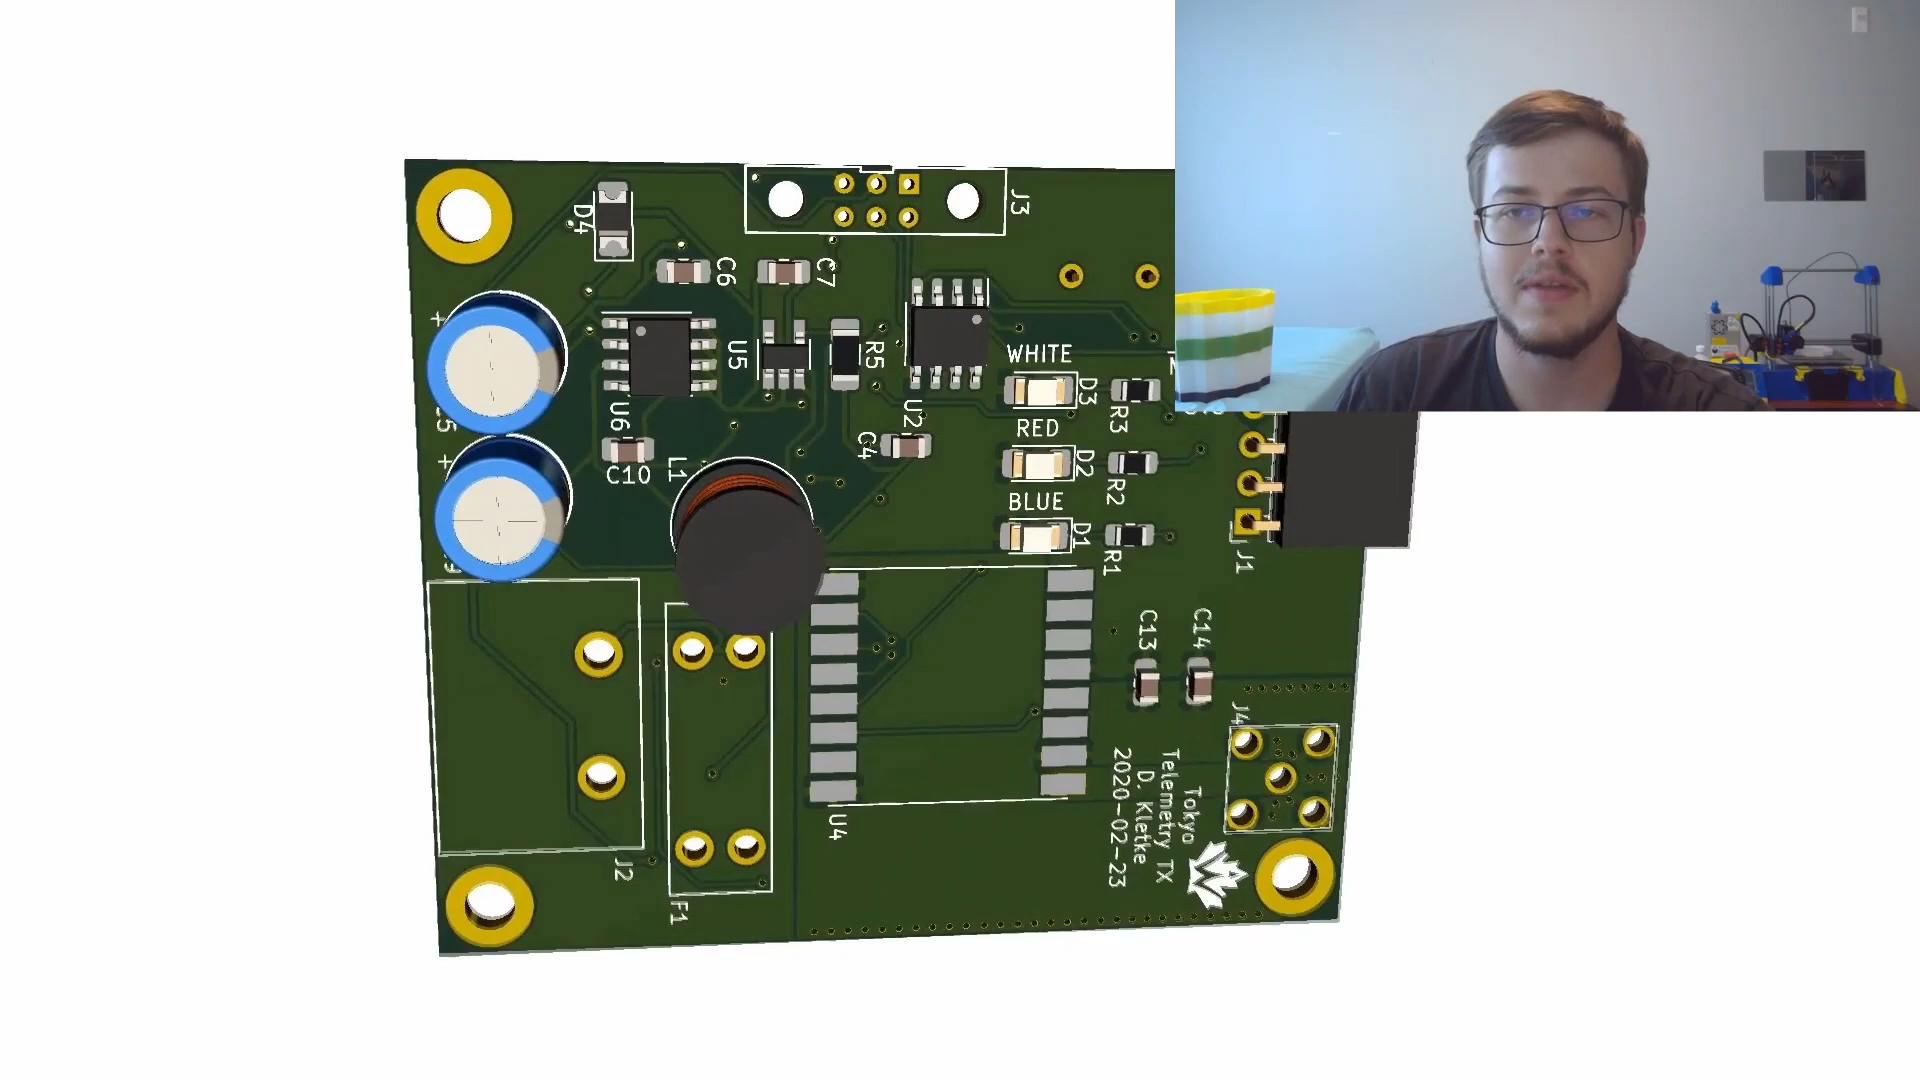 J3
D4
C6
C7
+
U5
R5
WHITE
D3
R3
U6
U2
RED
D2
R2
C4
+
C10
L1
BLUE
D1
R1
J1
C13
C14
J4
Tokyo
Telemetry TX
D. Kletke
2020-02-23
U4
J2
F1